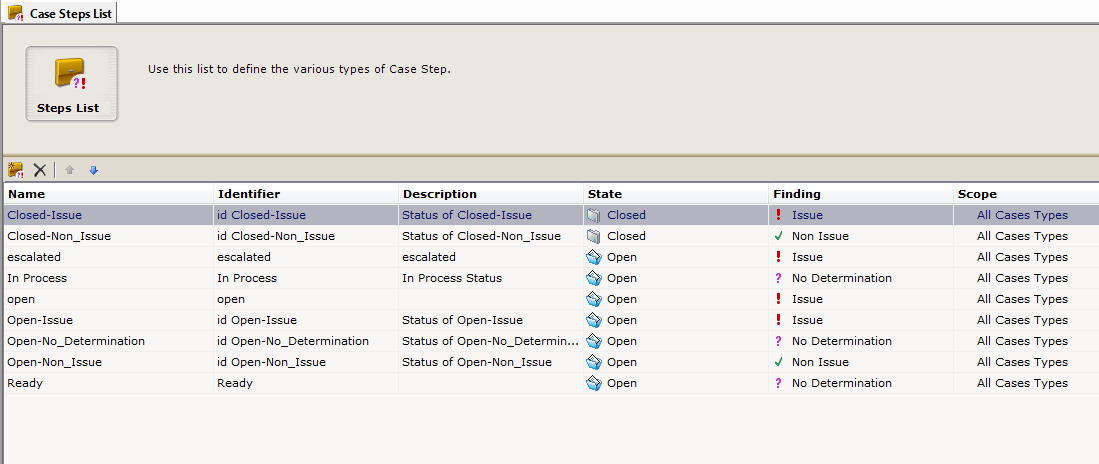 Case Steps List
Use this list to define the various types of Case Step.
Steps List
Name Identifier Description State Finding Scope
Closed-Issue id Closed-Issue Status of Closed-Issue Closed Issue All Cases Types
Closed-Non_Issue id Closed-Non_Issue Status of Closed-Non_Issue Closed Non Issue All Cases Types
escalated escalated escalated Open Issue All Cases Types
In Process In Process In Process Status Open No Determination All Cases Types
open open Open Issue All Cases Types
Open-Issue id Open-Issue Status of Open-Issue Open Issue All Cases Types
Open-No_Determination id Open-No_Determination Status of Open-No_Determin... Open No Determination All Cases Types
Open-Non_Issue id Open-Non_Issue Status of Open-Non_Issue Open Non Issue All Cases Types
Ready Ready Open No Determination All Cases Types